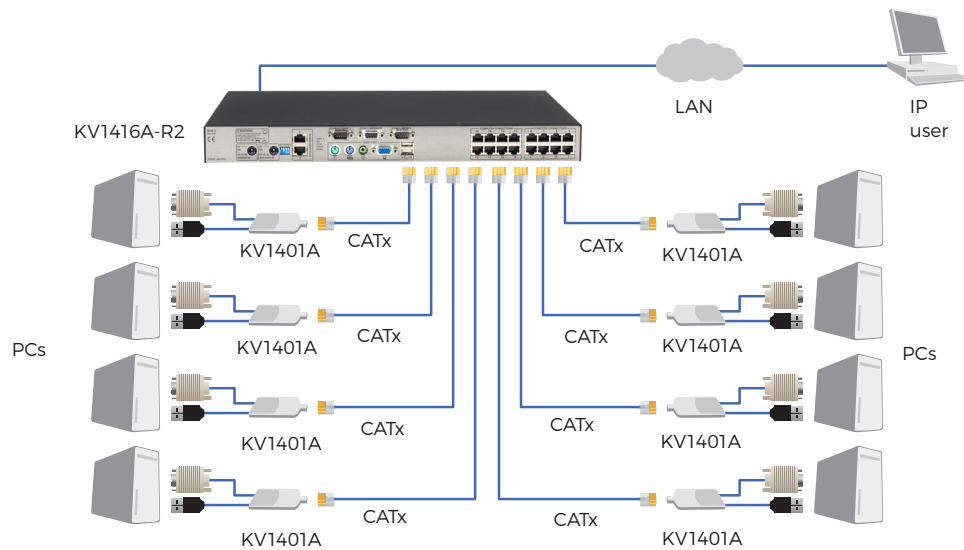 LAN
IP
user
KV1416A-R2
KV1401A
CATx
CATx
KV1401A
KV1401A
CATx
CATx
KV1401A
PCs
PCs
KV1401A
CATx
CATx
KV1401A
KV1401A
CATx
CATx
KV1401A